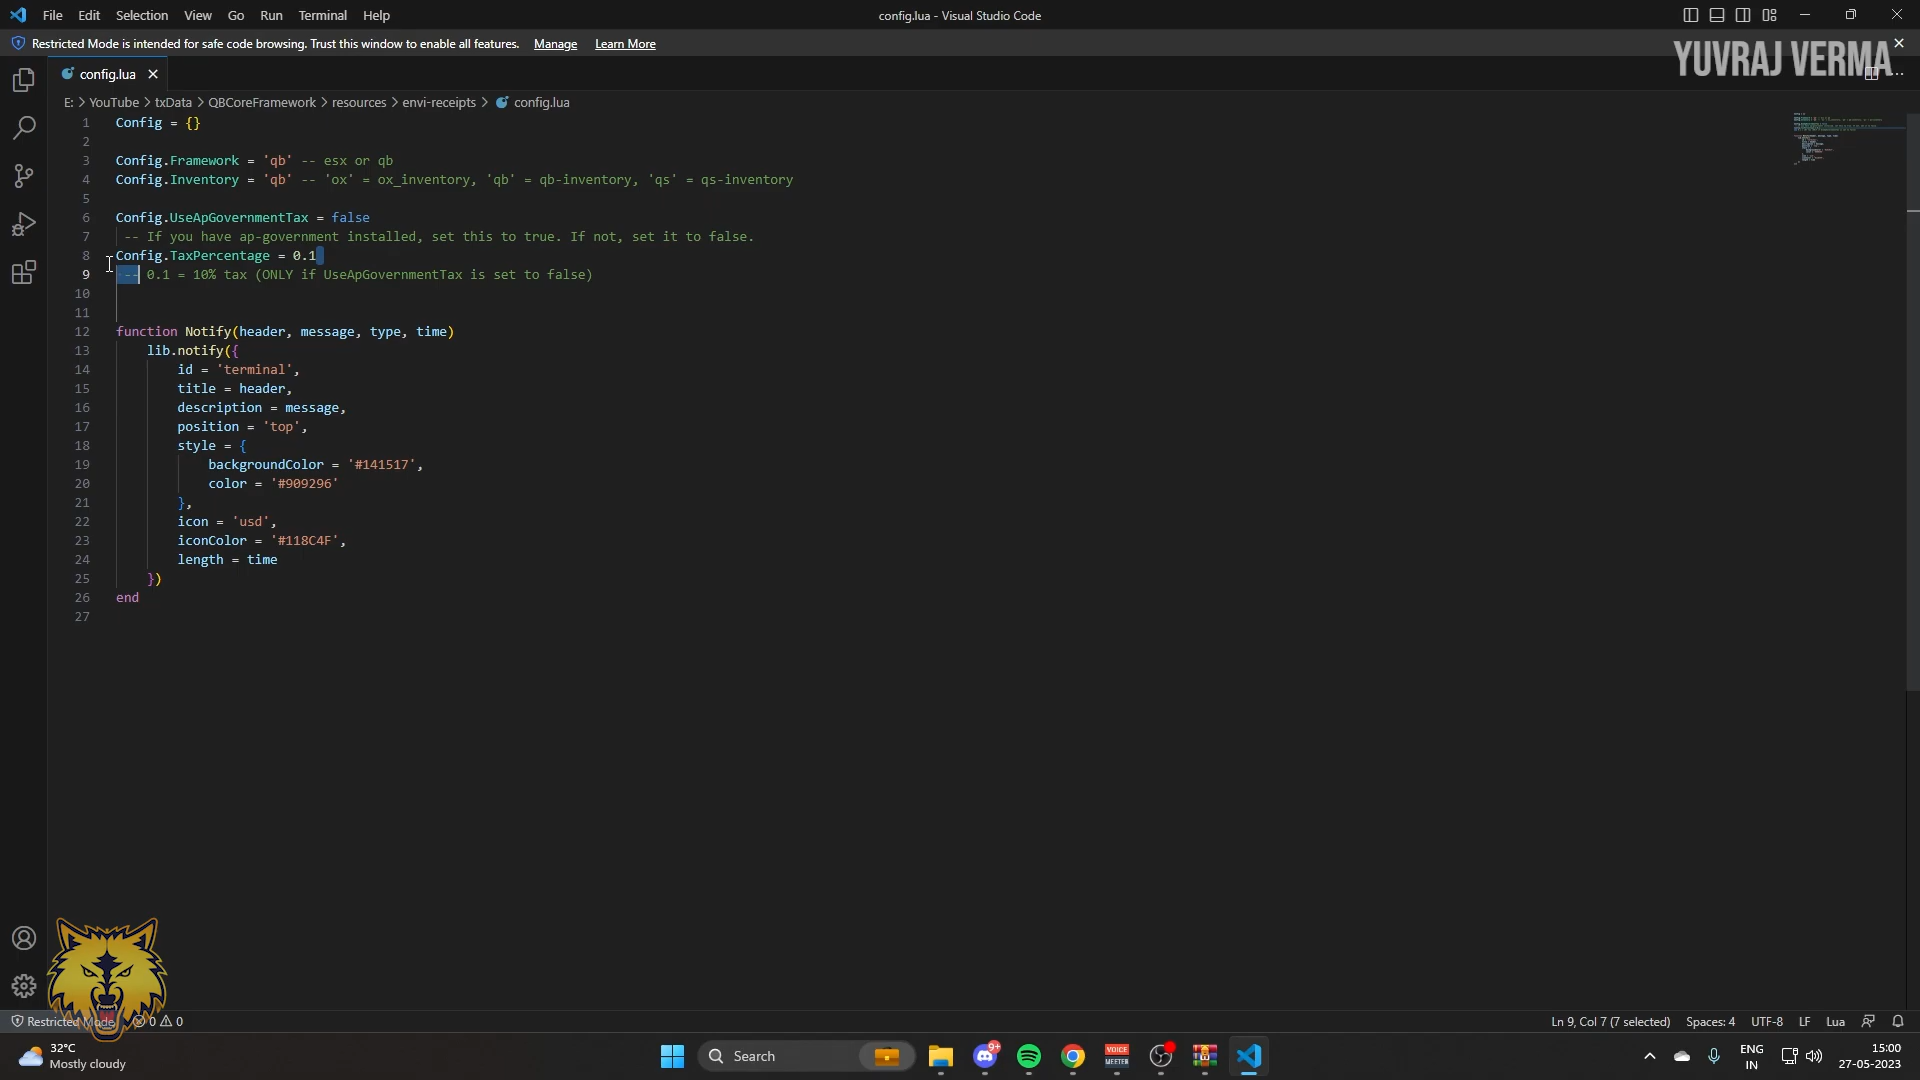 File Edit Selection View Go Run Terminal Help
config.lua - Visual Studio Code
Restricted Mode is intended for safe code browsing. Trust this window to enable all features. Manage Learn More
YUVRAJ VERMA
config.lua
E: > YouTube > txData > QBCoreFramework > resources > envi-receipts > config.lua
1 Config = {}
2
3 Config.Framework = 'qb' -- esx or qb
4 Config.Inventory = 'qb' -- 'ox' = ox_inventory, 'qb' = qb-inventory, 'qs' = qs-inventory
5
6 Config.UseApGovernmentTax = false
7 -- If you have ap-government installed, set this to true. If not, set it to false.
8 Config.TaxPercentage = 0.1
9 -- 0.1 = 10% tax (ONLY if UseApGovernmentTax is set to false)
10
11
12 function Notify(header, message, type, time)
13 lib.notify({
14 id = 'terminal',
15 title = header,
16 description = message,
17 position = 'top',
18 style = {
19 backgroundColor = '#141517',
20 color = '#909296'
21 },
22 icon = 'usd',
23 iconColor = '#118C4F',
24 length = time
25 })
26 end
27
Restricted Mode 0 0
Ln 9, Col 7 (7 selected) Spaces: 4 UTF-8 LF Lua
32°C
Mostly cloudy
Search
9+
VOICE
MEETER
ENG
IN
15:00
27-05-2023